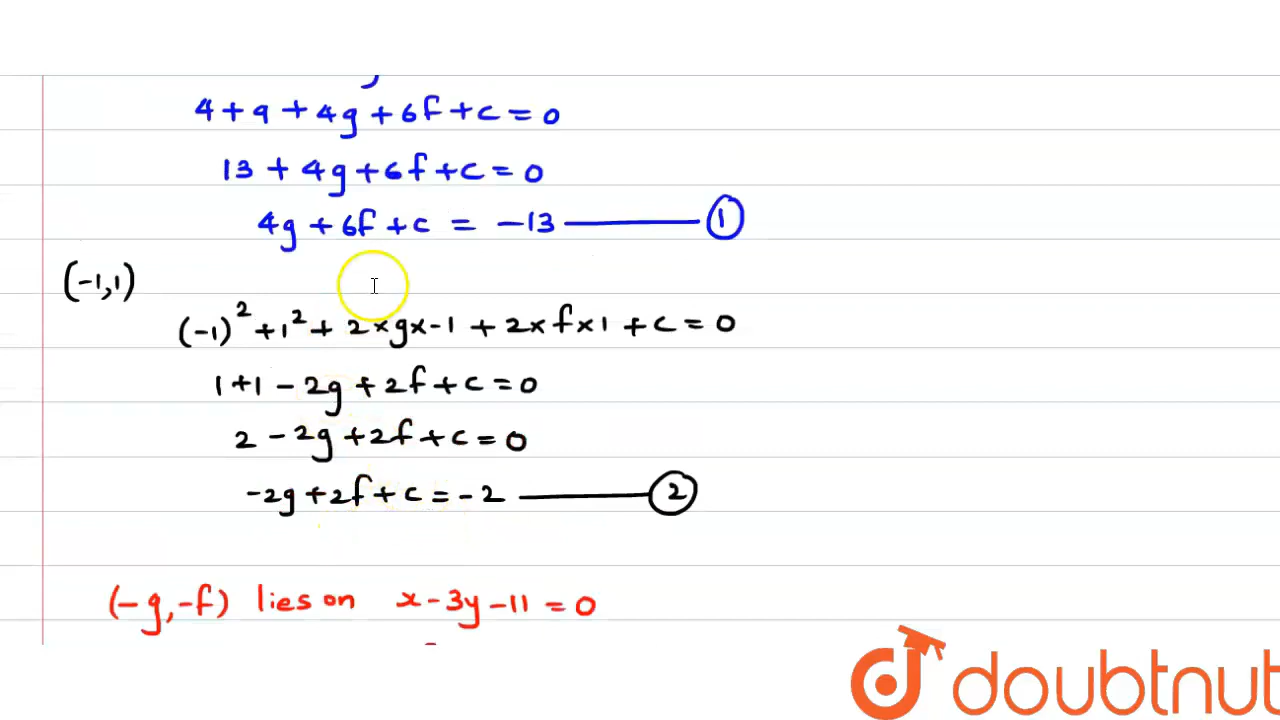 4 + 9 + 4g + 6f + c = 0
13 + 4g + 6f + c = 0
4g + 6f + c = -13 ——— ①
(-1,1)
(-1)² + 1² + 2×g×-1 + 2×f×1 + c = 0
1 + 1 - 2g + 2f + c = 0
2 - 2g + 2f + c = 0
-2g + 2f + c = -2 ——— ②
(-g, -f) lies on x - 3y - 11 = 0
doubtnut